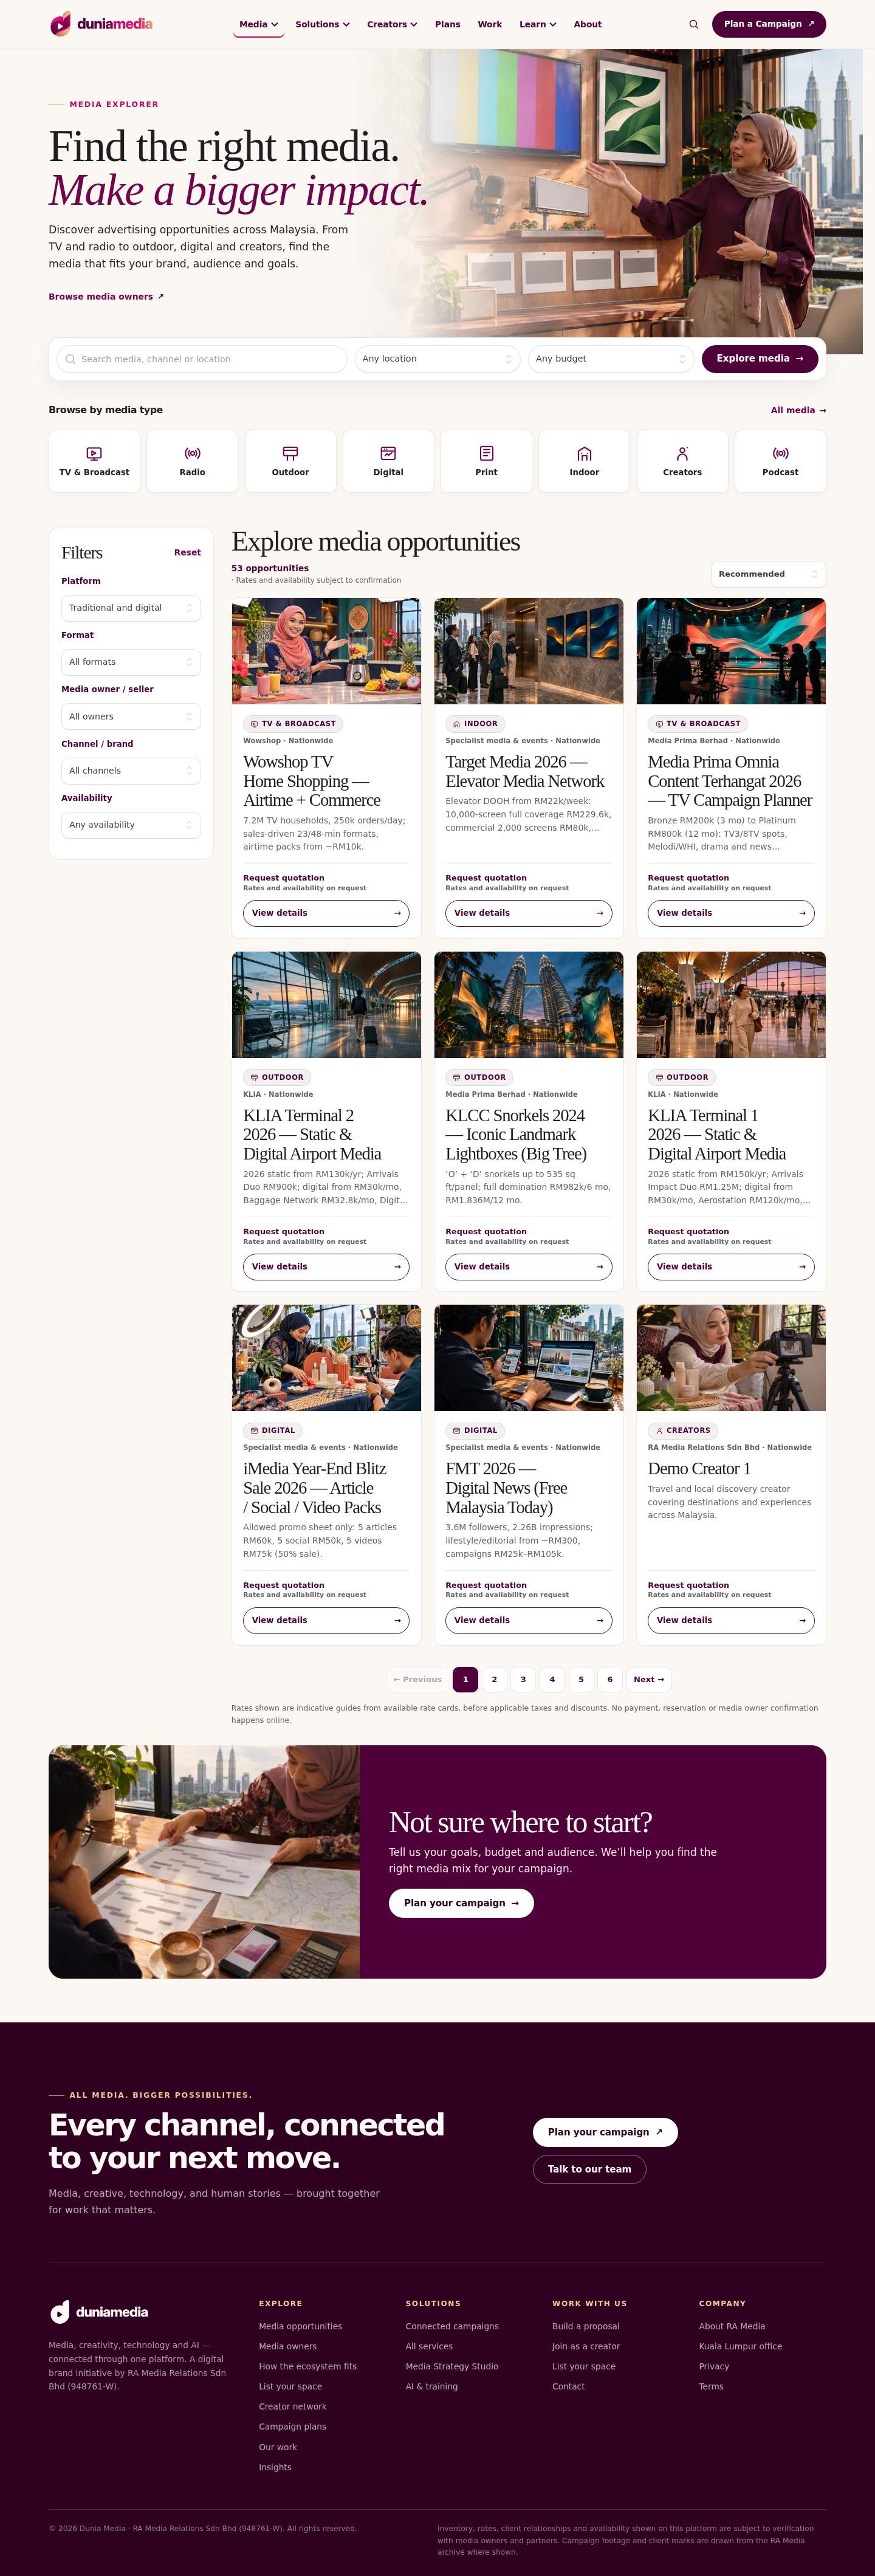 duniamedia
Media
Solutions
Creators
Plans
Work
Learn
About
Plan a Campaign ↗
MEDIA EXPLORER
Find the right media.
Make a bigger impact.
Discover advertising opportunities across Malaysia. From
TV and radio to outdoor, digital and creators, find the
media that fits your brand, audience and goals.
Browse media owners ↗
Search media, channel or location
Any location
Any budget
Explore media →
Browse by media type
All media →
TV & Broadcast
Radio
Outdoor
Digital
Print
Indoor
Creators
Podcast
Filters
Reset
Platform
Traditional and digital
Format
All formats
Media owner / seller
All owners
Channel / brand
All channels
Availability
Any availability
Explore media opportunities
53 opportunities
· Rates and availability subject to confirmation
Recommended
TV & BROADCAST
Wowshop · Nationwide
Wowshop TV
Home Shopping —
Airtime + Commerce
7.2M TV households, 250k orders/day;
sales-driven 23/48-min formats,
airtime packs from ~RM10k.
Request quotation
Rates and availability on request
View details →
INDOOR
Specialist media & events · Nationwide
Target Media 2026 —
Elevator Media Network
Elevator DOOH from RM22k/week:
10,000-screen full coverage RM229.6k,
commercial 2,000 screens RM80k,...
Request quotation
Rates and availability on request
View details →
TV & BROADCAST
Media Prima Berhad · Nationwide
Media Prima Omnia
Content Terhangat 2026
— TV Campaign Planner
Bronze RM200k (3 mo) to Platinum
RM800k (12 mo): TV3/8TV spots,
Melodi/WHI, drama and news...
Request quotation
Rates and availability on request
View details →
OUTDOOR
KLIA · Nationwide
KLIA Terminal 2
2026 — Static &
Digital Airport Media
2026 static from RM130k/yr; Arrivals
Duo RM900k; digital from RM30k/mo,
Baggage Network RM32.8k/mo, Digit...
Request quotation
Rates and availability on request
View details →
OUTDOOR
Media Prima Berhad · Nationwide
KLCC Snorkels 2024
— Iconic Landmark
Lightboxes (Big Tree)
‘O’ + ‘D’ snorkels up to 535 sq
ft/panel; full domination RM982k/6 mo,
RM1.836M/12 mo.
Request quotation
Rates and availability on request
View details →
OUTDOOR
KLIA · Nationwide
KLIA Terminal 1
2026 — Static &
Digital Airport Media
2026 static from RM150k/yr; Arrivals
Impact Duo RM1.25M; digital from
RM30k/mo, Aerostation RM120k/mo,...
Request quotation
Rates and availability on request
View details →
DIGITAL
Specialist media & events · Nationwide
iMedia Year-End Blitz
Sale 2026 — Article
/ Social / Video Packs
Allowed promo sheet only: 5 articles
RM60k, 5 social RM50k, 5 videos
RM75k (50% sale).
Request quotation
Rates and availability on request
View details →
DIGITAL
Specialist media & events · Nationwide
FMT 2026 —
Digital News (Free
Malaysia Today)
3.6M followers, 2.26B impressions;
lifestyle/editorial from ~RM300,
campaigns RM25k–RM105k.
Request quotation
Rates and availability on request
View details →
CREATORS
RA Media Relations Sdn Bhd · Nationwide
Demo Creator 1
Travel and local discovery creator
covering destinations and experiences
across Malaysia.
Request quotation
Rates and availability on request
View details →
← Previous 1 2 3 4 5 6 Next →
Rates shown are indicative guides from available rate cards, before applicable taxes and discounts. No payment, reservation or media owner confirmation
happens online.
Not sure where to start?
Tell us your goals, budget and audience. We’ll help you find the
right media mix for your campaign.
Plan your campaign →
ALL MEDIA. BIGGER POSSIBILITIES.
Every channel, connected
to your next move.
Media, creative, technology, and human stories — brought together
for work that matters.
Plan your campaign ↗
Talk to our team
duniamedia
Media, creativity, technology and AI —
connected through one platform. A digital
brand initiative by RA Media Relations Sdn
Bhd (948761-W).
EXPLORE
Media opportunities
Media owners
How the ecosystem fits
List your space
Creator network
Campaign plans
Our work
Insights
SOLUTIONS
Connected campaigns
All services
Media Strategy Studio
AI & training
WORK WITH US
Build a proposal
Join as a creator
List your space
Contact
COMPANY
About RA Media
Kuala Lumpur office
Privacy
Terms
© 2026 Dunia Media · RA Media Relations Sdn Bhd (948761-W). All rights reserved.
Inventory, rates, client relationships and availability shown on this platform are subject to verification
with media owners and partners. Campaign footage and client marks are drawn from the RA Media
archive where shown.